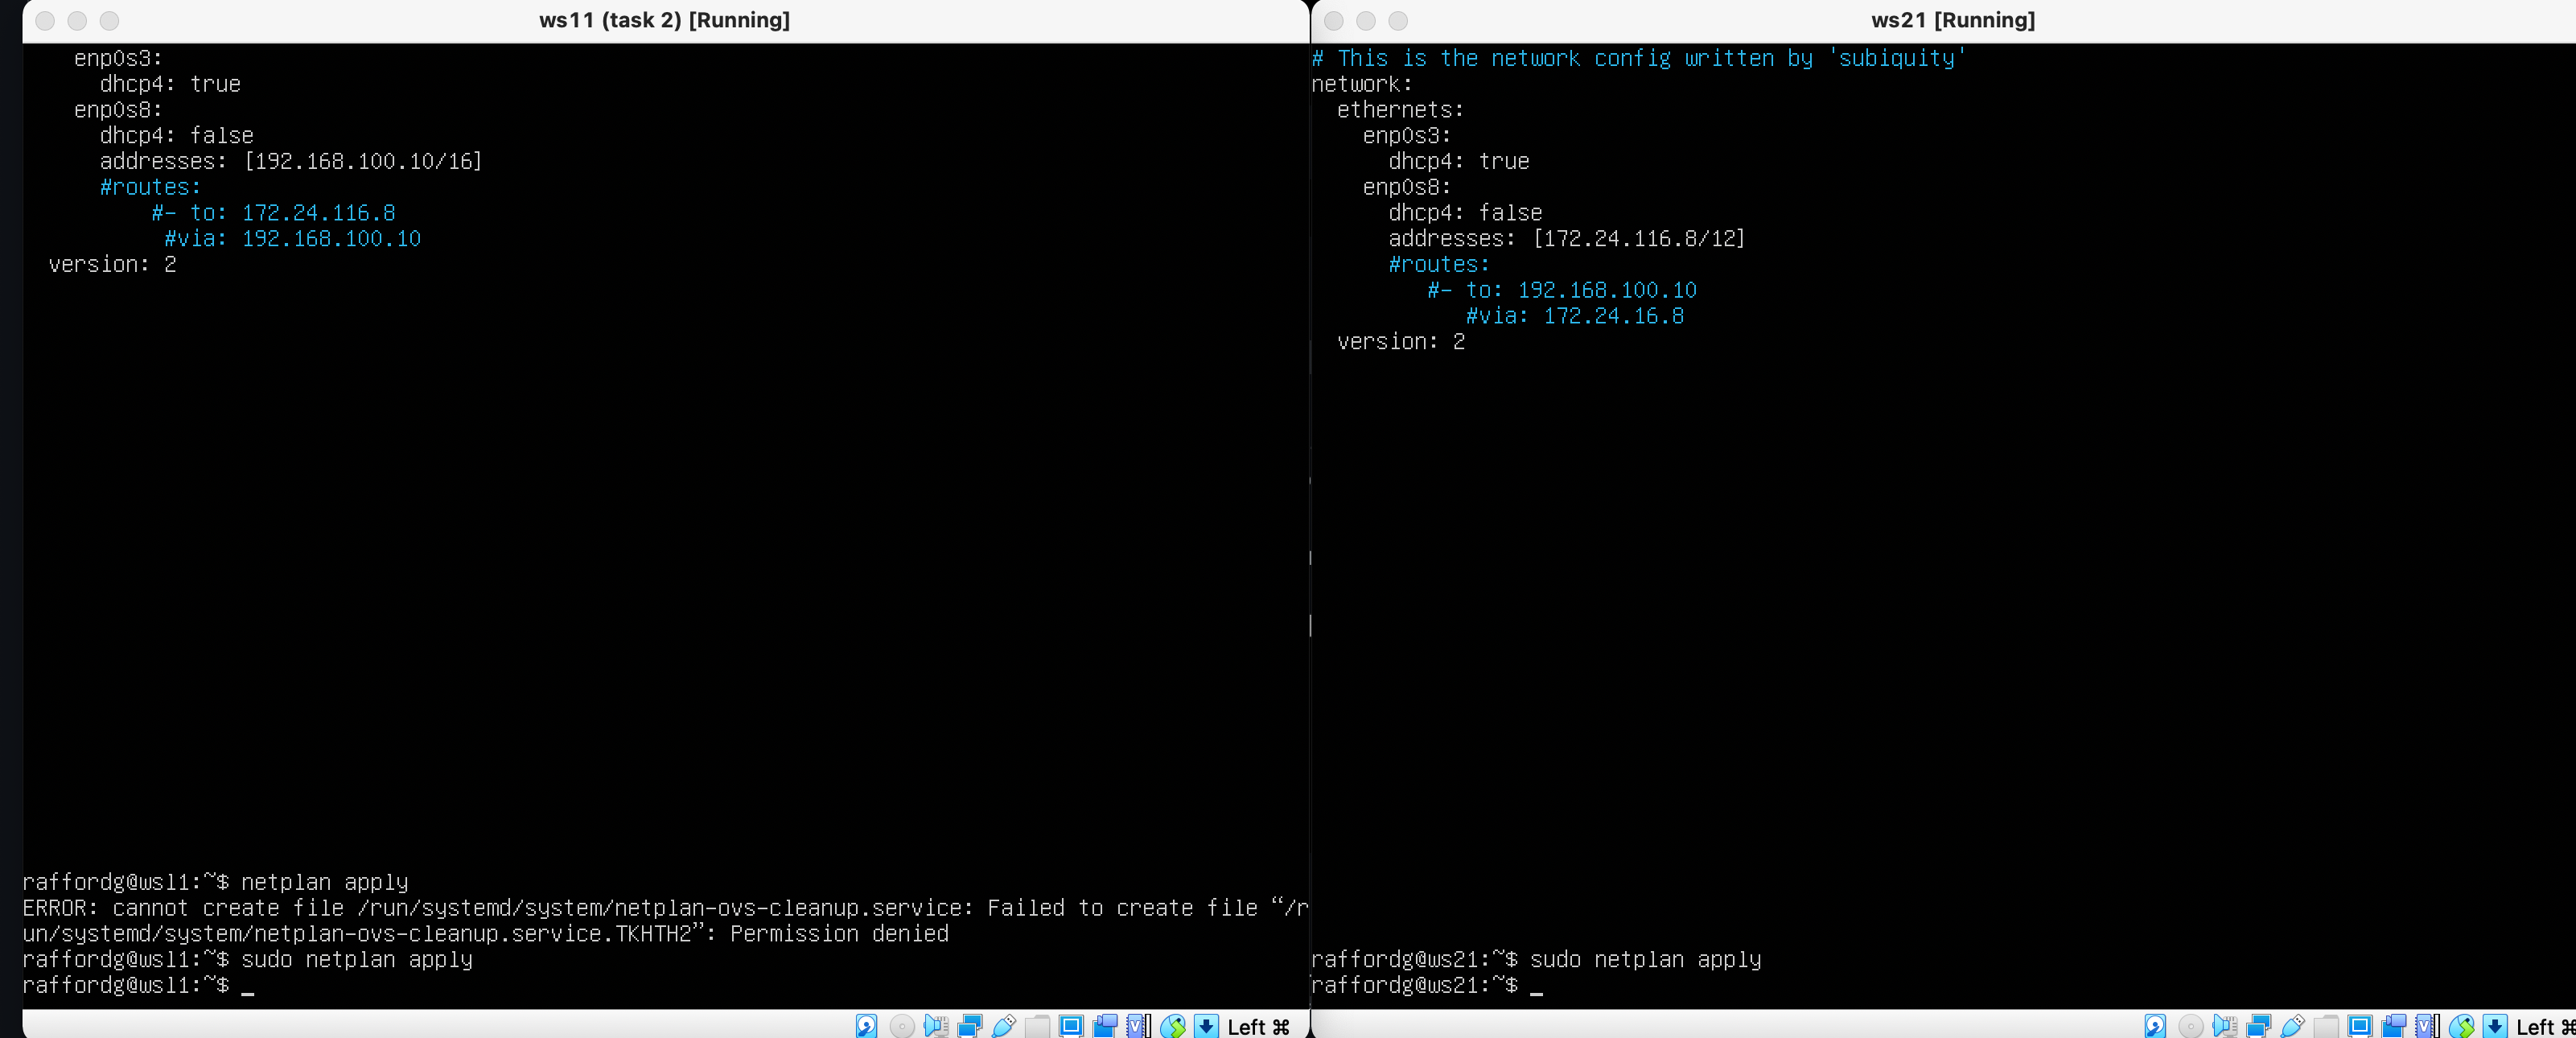 ws11 (task 2) [Running]
enp0s3:
dhcp4: true
enp0s8:
dhcp4: false
addresses: [192.168.100.10/16]
#routes:
#- to: 172.24.116.8
#via: 192.168.100.10
version: 2
raffordg@wsl1:~$ netplan apply
ERROR: cannot create file /run/systemd/system/netplan-ovs-cleanup.service: Failed to create file “/r
un/systemd/system/netplan-ovs-cleanup.service.TKHTH2”: Permission denied
raffordg@wsl1:~$ sudo netplan apply
raffordg@wsl1:~$ _
Left ⌘
ws21 [Running]
# This is the network config written by 'subiquity'
network:
ethernets:
enp0s3:
dhcp4: true
enp0s8:
dhcp4: false
addresses: [172.24.116.8/12]
#routes:
#- to: 192.168.100.10
#via: 172.24.16.8
version: 2
raffordg@ws21:~$ sudo netplan apply
raffordg@ws21:~$ _
Left ⌘